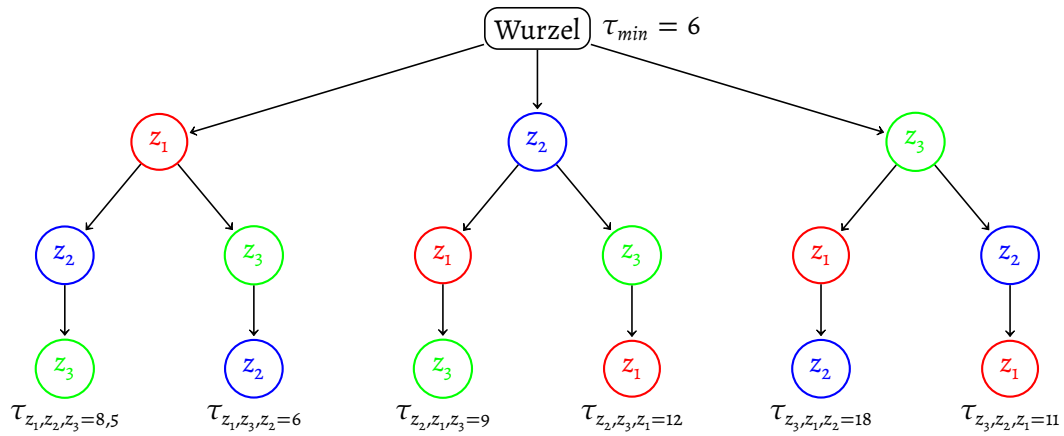 Wurzel τₘᵢₙ = 6
z₁ z₂ z₃
z₂ z₃ z₁ z₃ z₁ z₂
z₃ z₂ z₃ z₁ z₂ z₁
τ_{z₁,z₂,z₃=8,5} τ_{z₁,z₃,z₂=6} τ_{z₂,z₁,z₃=9} τ_{z₂,z₃,z₁=12} τ_{z₃,z₁,z₂=18} τ_{z₃,z₂,z₁=11}